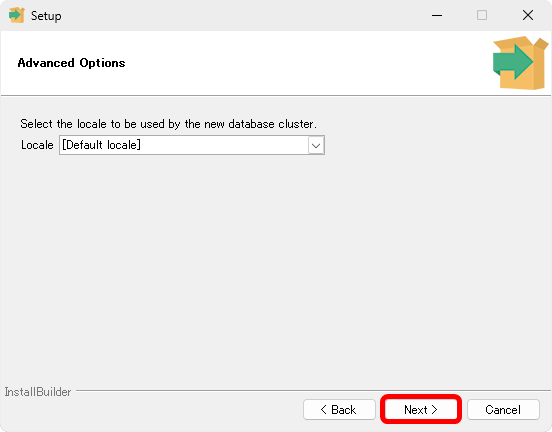 Setup
Advanced Options
Select the locale to be used by the new database cluster.
Locale [Default locale]
InstallBuilder
< Back Next > Cancel